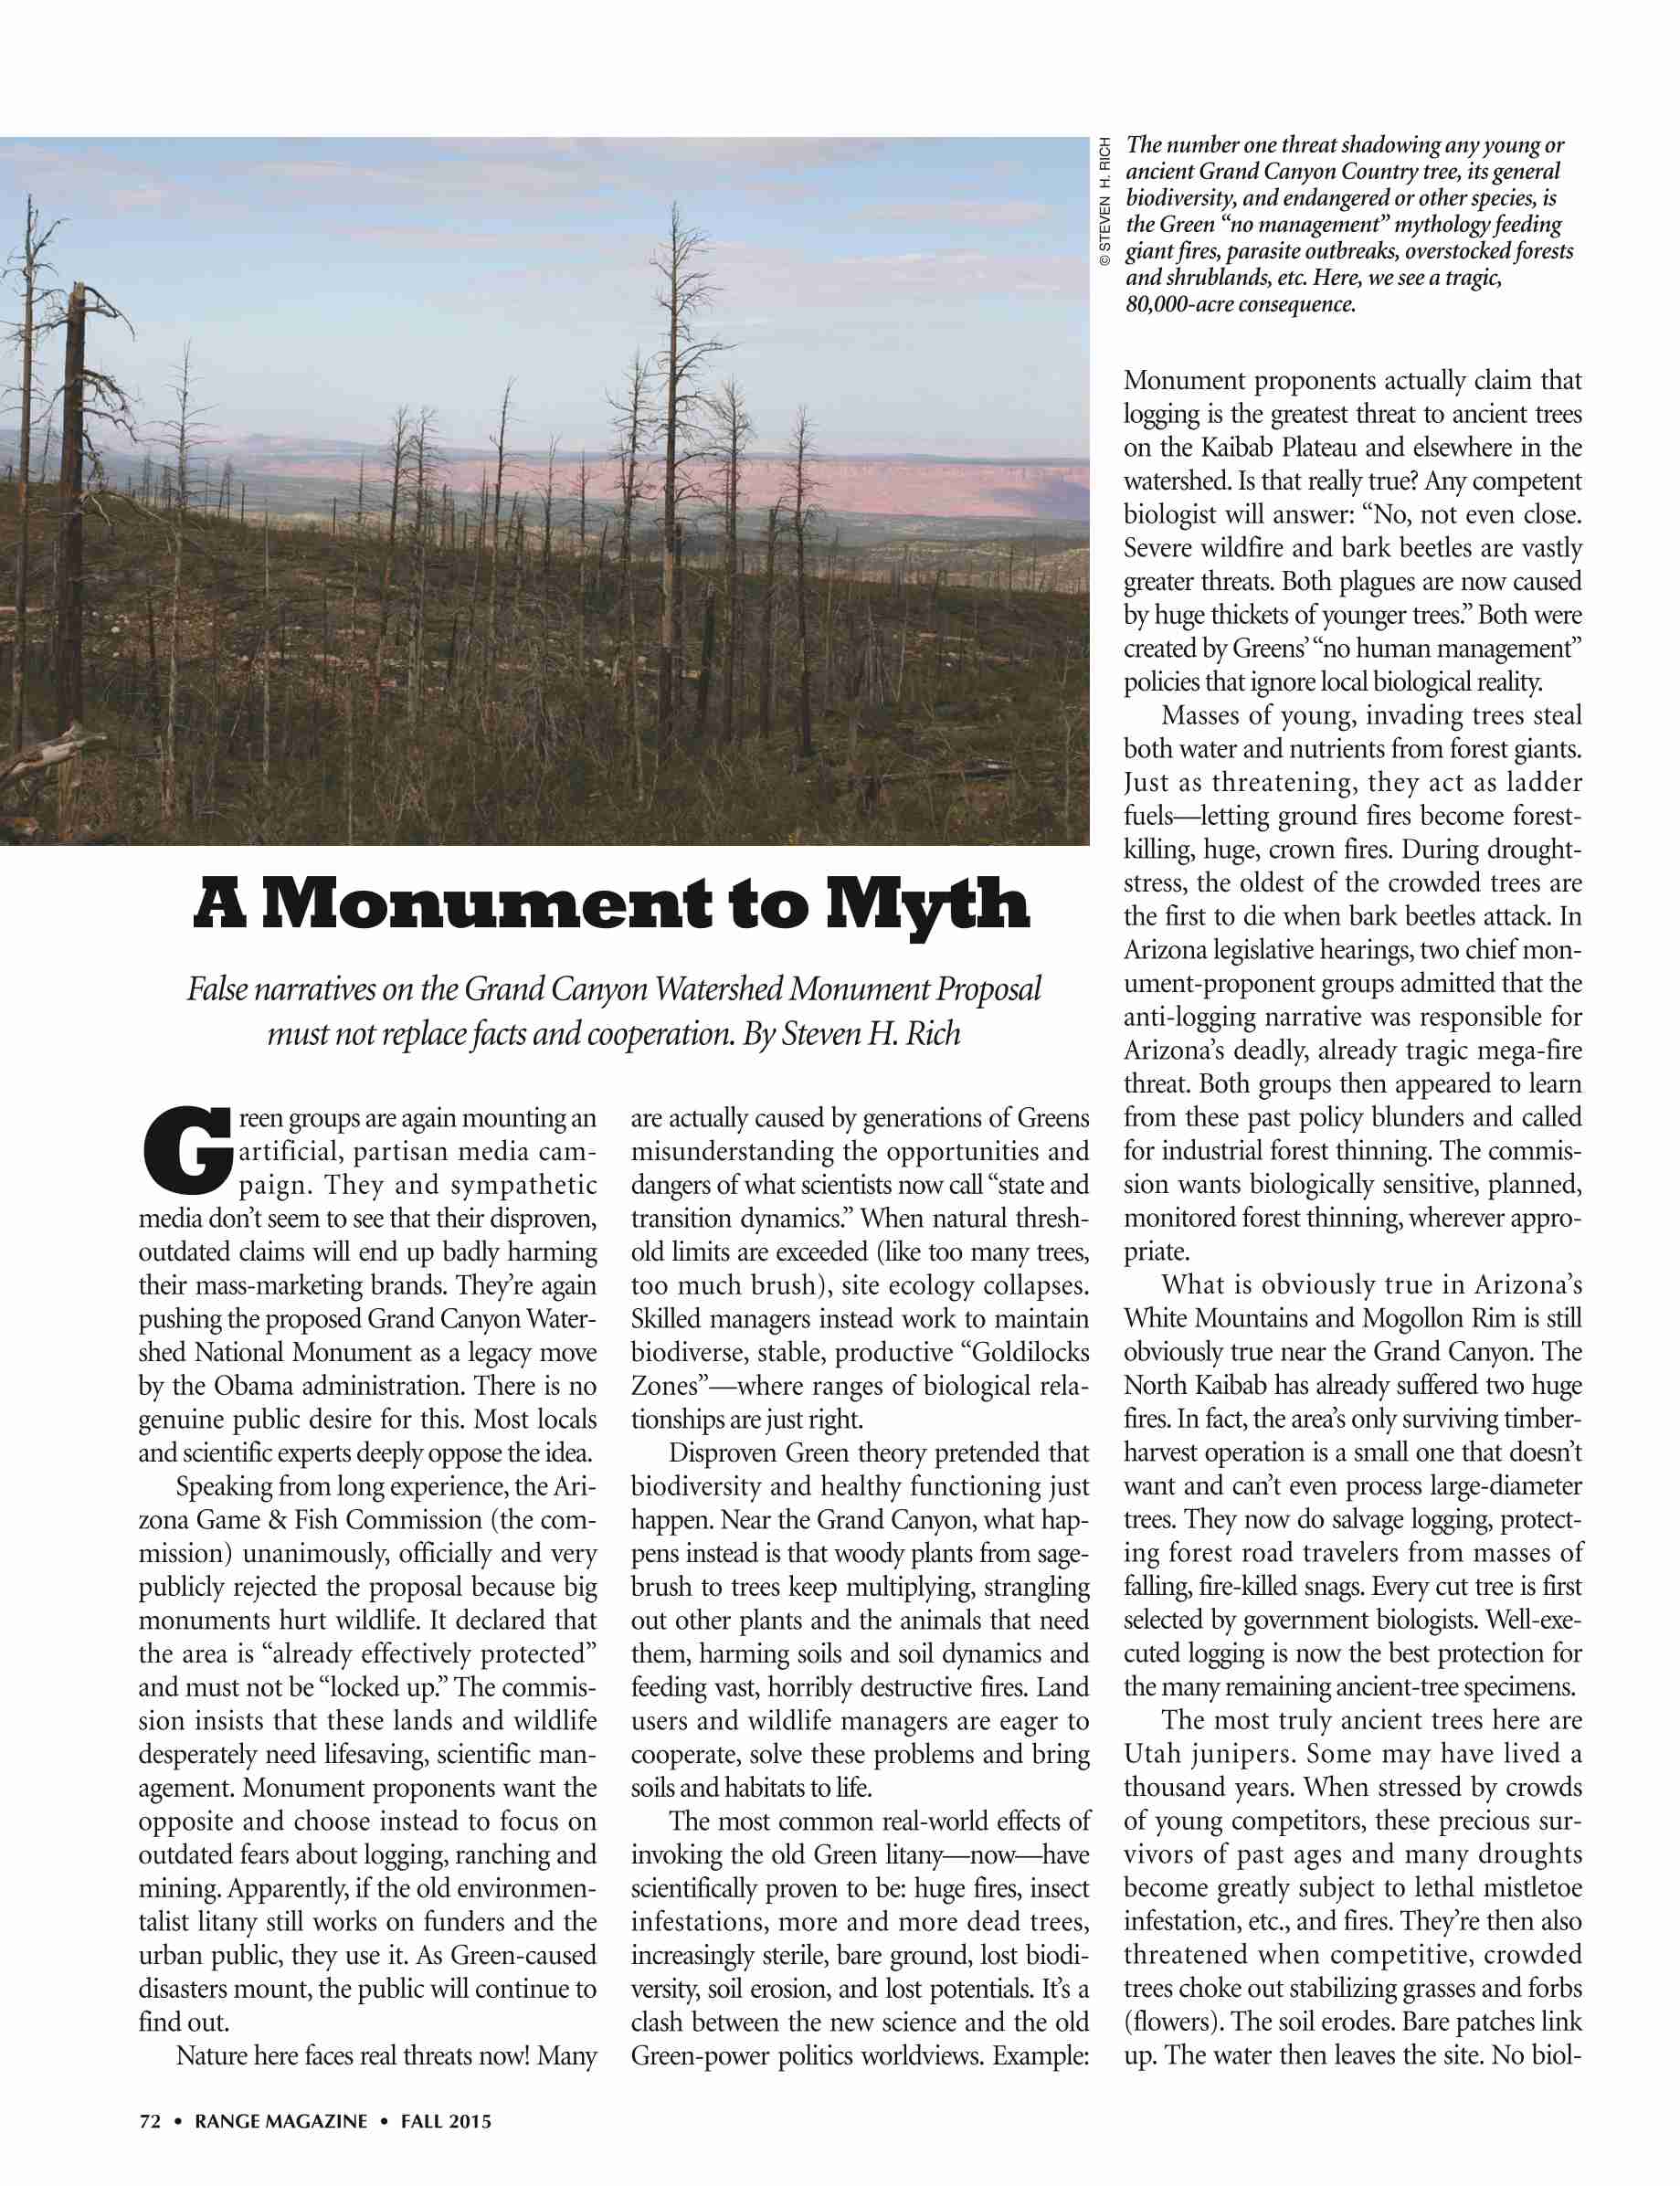 © STEVEN H. RICH
The number one threat shadowing any young or
ancient Grand Canyon Country tree, its general
biodiversity, and endangered or other species, is
the Green “no management” mythology feeding
giant fires, parasite outbreaks, overstocked forests
and shrublands, etc. Here, we see a tragic,
80,000-acre consequence.
A Monument to Myth
False narratives on the Grand Canyon Watershed Monument Proposal
must not replace facts and cooperation. By Steven H. Rich
Green groups are again mounting an
artificial, partisan media cam-
paign. They and sympathetic
media don’t seem to see that their disproven,
outdated claims will end up badly harming
their mass-marketing brands. They’re again
pushing the proposed Grand Canyon Water-
shed National Monument as a legacy move
by the Obama administration. There is no
genuine public desire for this. Most locals
and scientific experts deeply oppose the idea.
Speaking from long experience, the Ari-
zona Game & Fish Commission (the com-
mission) unanimously, officially and very
publicly rejected the proposal because big
monuments hurt wildlife. It declared that
the area is “already effectively protected”
and must not be “locked up.” The commis-
sion insists that these lands and wildlife
desperately need lifesaving, scientific man-
agement. Monument proponents want the
opposite and choose instead to focus on
outdated fears about logging, ranching and
mining. Apparently, if the old environmen-
talist litany still works on funders and the
urban public, they use it. As Green-caused
disasters mount, the public will continue to
find out.
Nature here faces real threats now! Many
are actually caused by generations of Greens
misunderstanding the opportunities and
dangers of what scientists now call “state and
transition dynamics.” When natural thresh-
old limits are exceeded (like too many trees,
too much brush), site ecology collapses.
Skilled managers instead work to maintain
biodiverse, stable, productive “Goldilocks
Zones”—where ranges of biological rela-
tionships are just right.
Disproven Green theory pretended that
biodiversity and healthy functioning just
happen. Near the Grand Canyon, what hap-
pens instead is that woody plants from sage-
brush to trees keep multiplying, strangling
out other plants and the animals that need
them, harming soils and soil dynamics and
feeding vast, horribly destructive fires. Land
users and wildlife managers are eager to
cooperate, solve these problems and bring
soils and habitats to life.
The most common real-world effects of
invoking the old Green litany—now—have
scientifically proven to be: huge fires, insect
infestations, more and more dead trees,
increasingly sterile, bare ground, lost biodi-
versity, soil erosion, and lost potentials. It’s a
clash between the new science and the old
Green-power politics worldviews. Example:
Monument proponents actually claim that
logging is the greatest threat to ancient trees
on the Kaibab Plateau and elsewhere in the
watershed. Is that really true? Any competent
biologist will answer: “No, not even close.
Severe wildfire and bark beetles are vastly
greater threats. Both plagues are now caused
by huge thickets of younger trees.” Both were
created by Greens’ “no human management”
policies that ignore local biological reality.
Masses of young, invading trees steal
both water and nutrients from forest giants.
Just as threatening, they act as ladder
fuels—letting ground fires become forest-
killing, huge, crown fires. During drought-
stress, the oldest of the crowded trees are
the first to die when bark beetles attack. In
Arizona legislative hearings, two chief mon-
ument-proponent groups admitted that the
anti-logging narrative was responsible for
Arizona’s deadly, already tragic mega-fire
threat. Both groups then appeared to learn
from these past policy blunders and called
for industrial forest thinning. The commis-
sion wants biologically sensitive, planned,
monitored forest thinning, wherever appro-
priate.
What is obviously true in Arizona’s
White Mountains and Mogollon Rim is still
obviously true near the Grand Canyon. The
North Kaibab has already suffered two huge
fires. In fact, the area’s only surviving timber-
harvest operation is a small one that doesn’t
want and can’t even process large-diameter
trees. They now do salvage logging, protect-
ing forest road travelers from masses of
falling, fire-killed snags. Every cut tree is first
selected by government biologists. Well-exe-
cuted logging is now the best protection for
the many remaining ancient-tree specimens.
The most truly ancient trees here are
Utah junipers. Some may have lived a
thousand years. When stressed by crowds
of young competitors, these precious sur-
vivors of past ages and many droughts
become greatly subject to lethal mistletoe
infestation, etc., and fires. They’re then also
threatened when competitive, crowded
trees choke out stabilizing grasses and forbs
(flowers). The soil erodes. Bare patches link
up. The water then leaves the site. No biol-
72 • RANGE MAGAZINE • FALL 2015